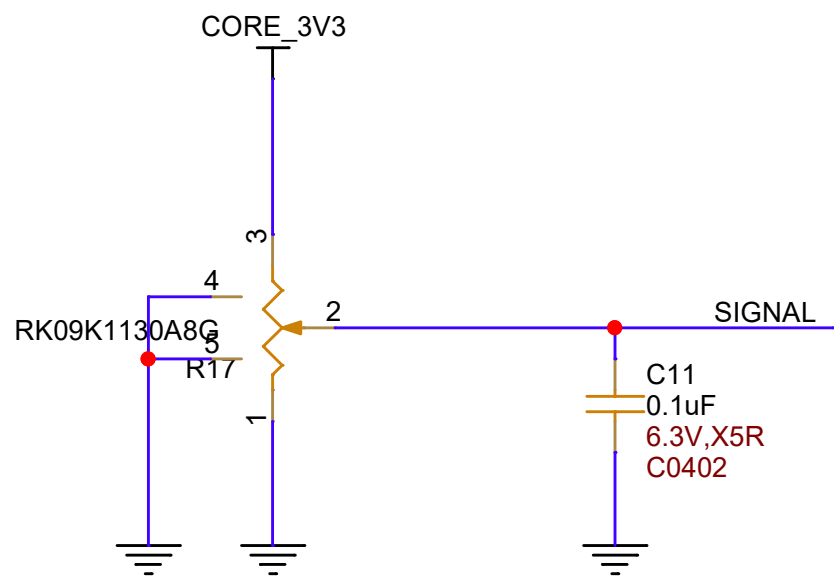 CORE_3V3
3
4
2
SIGNAL
RK09K1130A8G
5
R17
C11
0.1uF
6.3V,X5R
C0402
1